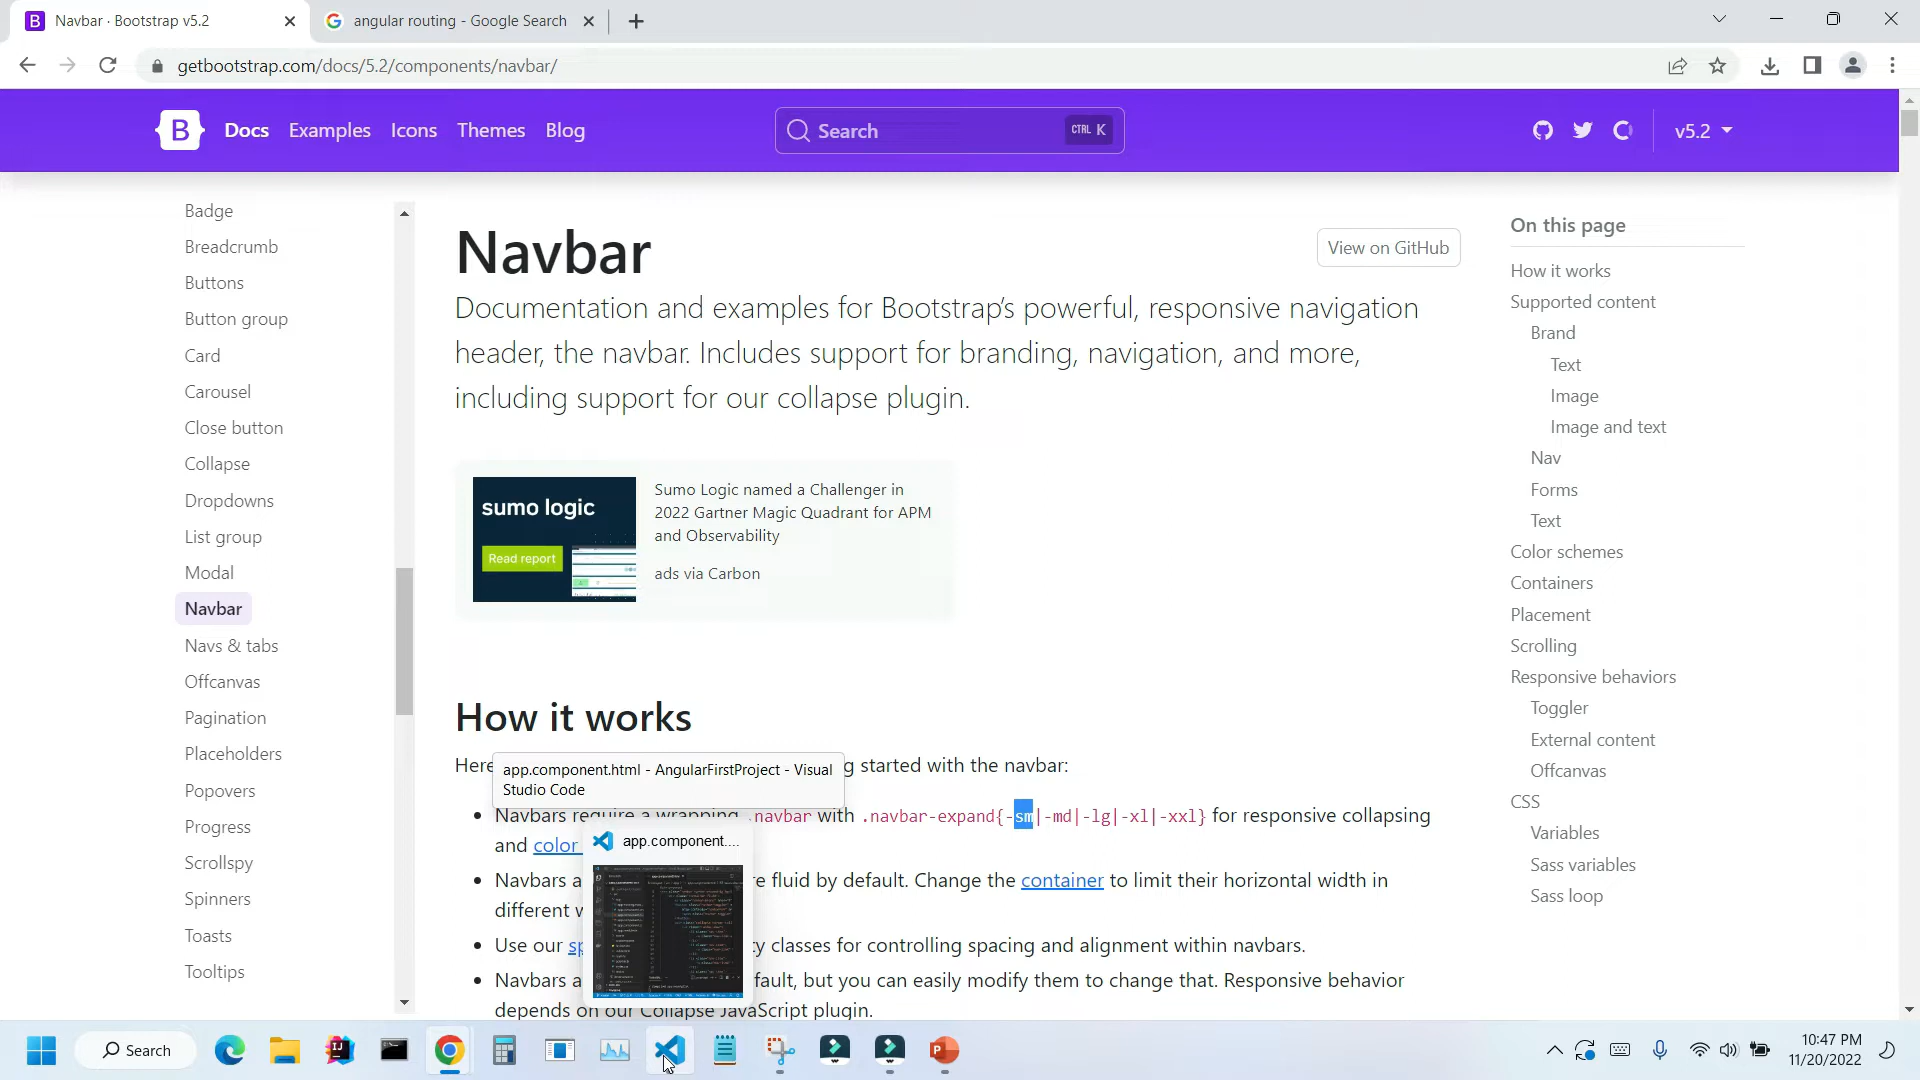 Navbar · Bootstrap v5.2
angular routing - Google Search
getbootstrap.com/docs/5.2/components/navbar/
B
Docs
Examples
Icons
Themes
Blog
Search
CTRL K
v5.2
Badge
Breadcrumb
Buttons
Button group
Card
Carousel
Close button
Collapse
Dropdowns
List group
Modal
Navbar
Navs & tabs
Offcanvas
Pagination
Placeholders
Popovers
Progress
Scrollspy
Spinners
Toasts
Tooltips
Navbar
View on GitHub
Documentation and examples for Bootstrap's powerful, responsive navigation
header, the navbar. Includes support for branding, navigation, and more,
including support for our collapse plugin.
sumo logic
Read report
Sumo Logic named a Challenger in
2022 Gartner Magic Quadrant for APM
and Observability
ads via Carbon
How it works
Here
g started with the navbar:
app.component.html - AngularFirstProject - Visual
Studio Code
Navbars require a wrapping .navbar with .navbar-expand{-sm|-md|-lg|-xl|-xxl} for responsive collapsing
and color
app.component....
Navbars a
re fluid by default. Change the container to limit their horizontal width in
different w
Use our sp
y classes for controlling spacing and alignment within navbars.
Navbars a
fault, but you can easily modify them to change that. Responsive behavior
depends on our Collapse JavaScript plugin.
On this page
How it works
Supported content
Brand
Text
Image
Image and text
Nav
Forms
Text
Color schemes
Containers
Placement
Scrolling
Responsive behaviors
Toggler
External content
Offcanvas
CSS
Variables
Sass variables
Sass loop
Search
10:47 PM
11/20/2022